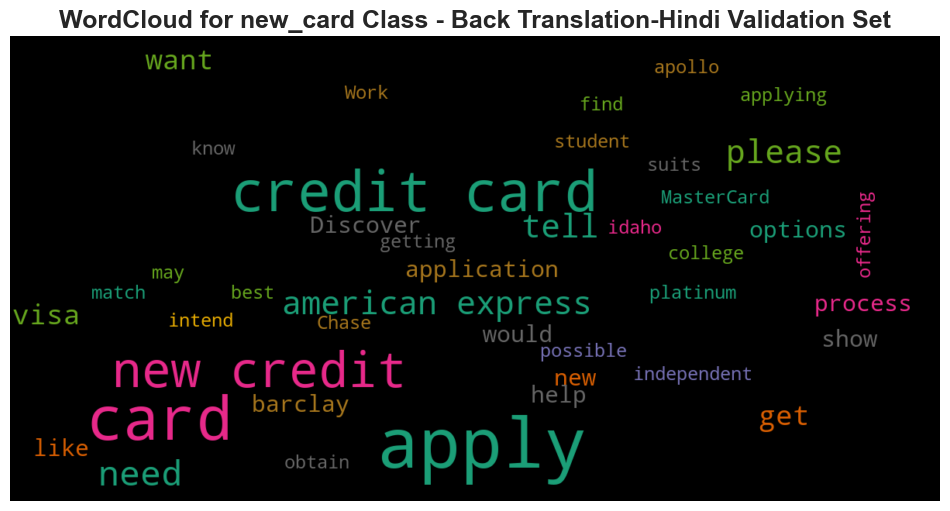 WordCloud for new_card Class - Back Translation-Hindi Validation Set
want
apollo
Work
applying
find
student
know
please
suits
credit card
MasterCard
offering
Discover
tell
idaho
options
getting
college
application
may
match
best
american express
platinum
process
visa
intend
Chase
would
show
possible
new credit
new
independent
help
card
barclay
get
apply
like
obtain
need